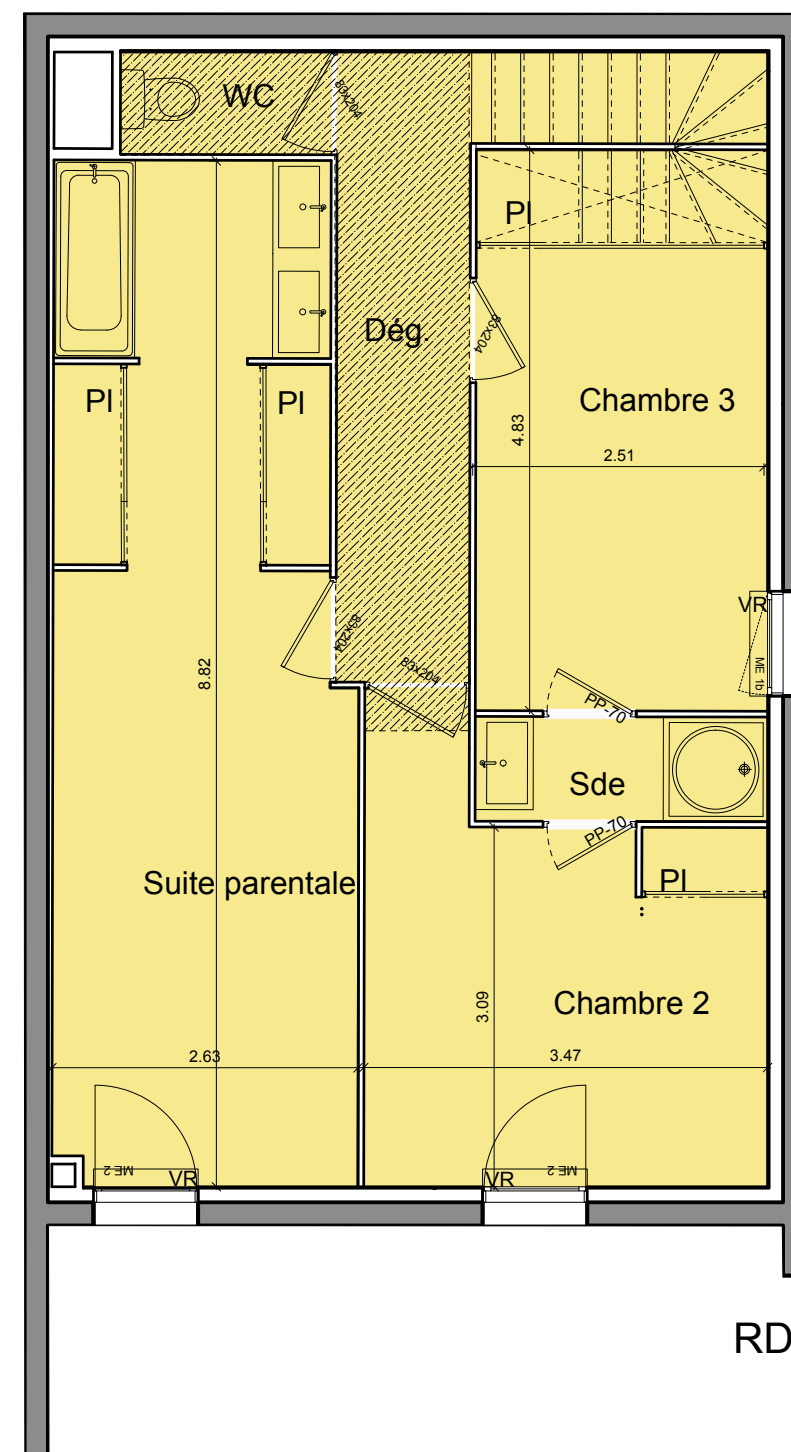 WC
83x204
Pl
Dég.
83x204
Pl
Pl
Chambre 3
4.83
2.51
83x204
VR
ME 1b
8.82
83x204
PP-70
Sde
PP-70
Suite parentale
Pl
Chambre 2
3.09
2.63
3.47
ME 2
VR
VR
ME 2
RD